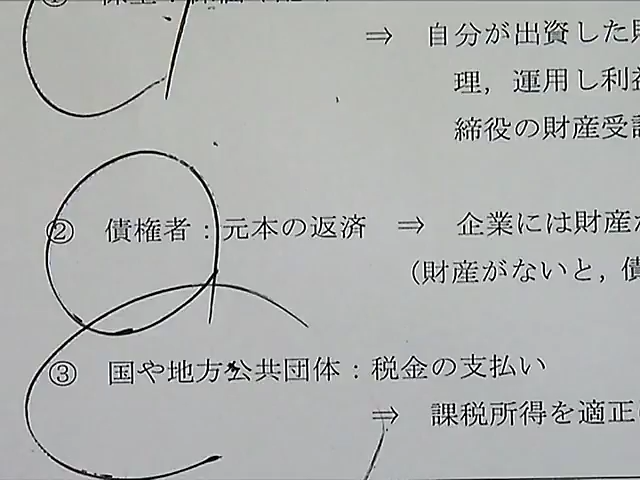 ⇒ 自分が出資した
理，運用し利
締役の財産受
② 債権者：元本の返済 ⇒ 企業には財産
（財産がないと，債
③ 国や地方公共団体：税金の支払い
⇒ 課税所得を適正